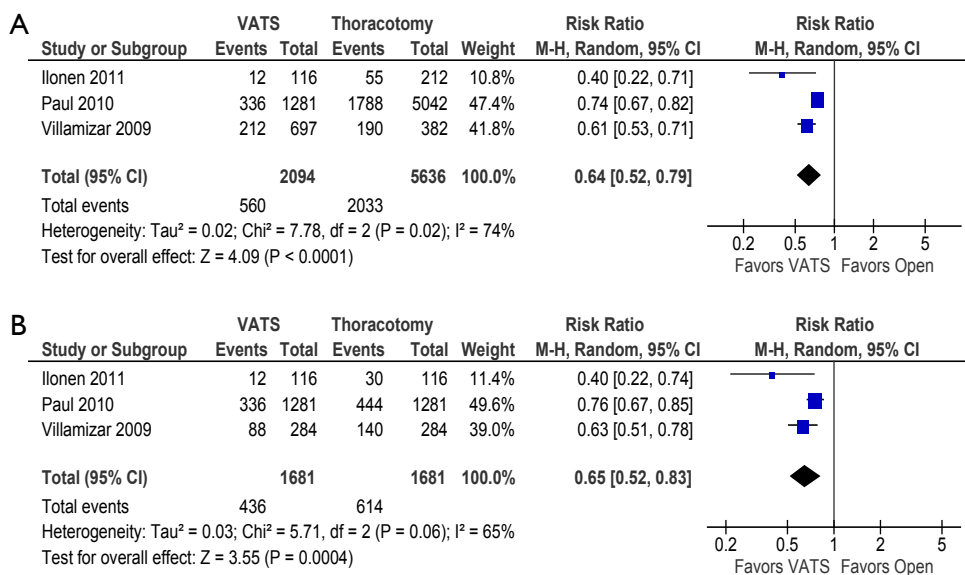 A
VATS Thoracotomy Risk Ratio Risk Ratio
Study or Subgroup Events Total Events Total Weight M-H, Random, 95% CI M-H, Random, 95% CI
Ilonen 2011 12 116 55 212 10.8% 0.40 [0.22, 0.71]
Paul 2010 336 1281 1788 5042 47.4% 0.74 [0.67, 0.82]
Villamizar 2009 212 697 190 382 41.8% 0.61 [0.53, 0.71]
Total (95% CI) 2094 5636 100.0% 0.64 [0.52, 0.79]
Total events 560 2033
Heterogeneity: Tau² = 0.02; Chi² = 7.78, df = 2 (P = 0.02); I² = 74%
Test for overall effect: Z = 4.09 (P < 0.0001)
0.2 0.5 1 2 5
Favors VATS Favors Open
B
VATS Thoracotomy Risk Ratio Risk Ratio
Study or Subgroup Events Total Events Total Weight M-H, Random, 95% CI M-H, Random, 95% CI
Ilonen 2011 12 116 30 116 11.4% 0.40 [0.22, 0.74]
Paul 2010 336 1281 444 1281 49.6% 0.76 [0.67, 0.85]
Villamizar 2009 88 284 140 284 39.0% 0.63 [0.51, 0.78]
Total (95% CI) 1681 1681 100.0% 0.65 [0.52, 0.83]
Total events 436 614
Heterogeneity: Tau² = 0.03; Chi² = 5.71, df = 2 (P = 0.06); I² = 65%
Test for overall effect: Z = 3.55 (P = 0.0004)
0.2 0.5 1 2 5
Favors VATS Favors Open